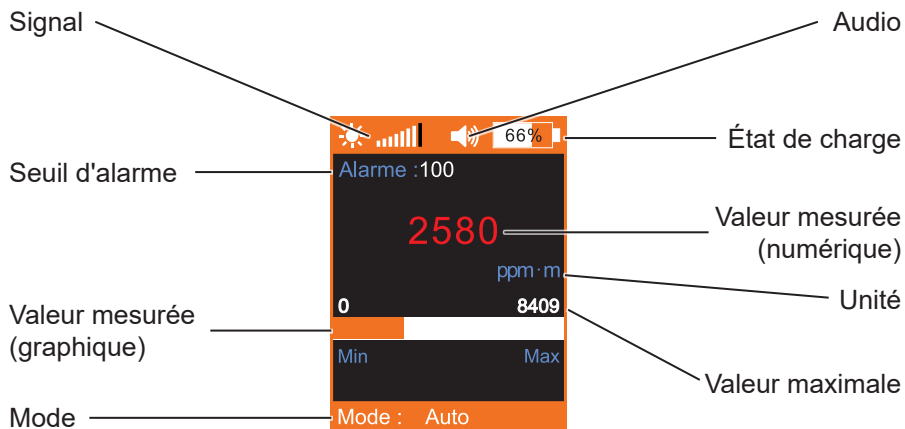 Signal
Audio
66%
État de charge
Seuil d'alarme
Alarme :100
2580
Valeur mesurée
(numérique)
ppm·m
Unité
0 8409
Valeur mesurée
(graphique)
Min Max
Valeur maximale
Mode
Mode : Auto